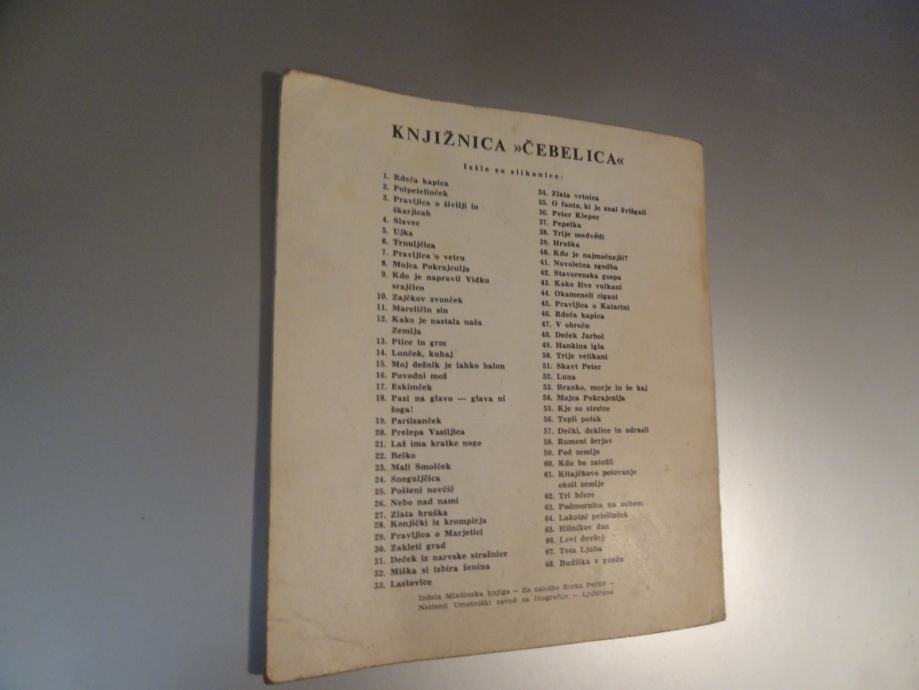 KNJIŽNICA »ČEBELICA«
Izšle so slikanice:
1. Rdeča kapica
2. Polpetelinček
3. Pravljica o šivilji in
škarjicah
4. Slavec
5. Ujka
6. Trnuljčica
7. Pravljica o vetru
8. Mojca Pokrajculja
9. Kdo je napravil Vidku
srajčico
10. Zajčkov zvonček
11. Mareličin sin
12. Kako je nastala naša
Zemlja
13. Ptice in grm
14. Lonček, kuhaj
15. Moj dežnik je lahko balon
16. Povodni mož
17. Eskimček
18. Pazi na glavo — glava ni
žoga!
19. Partizanček
20. Prelepa Vasiljica
21. Laž ima kratke noge
22. Belko
23. Mali Smolček
24. Sneguljčica
25. Pošteni novčič
26. Nebo nad nami
27. Zlata hruška
28. Konjički iz krompirja
29. Pravljica o Marjetici
30. Zakleti grad
31. Deček iz narvske stražnice
32. Miška si izbira ženina
33. Lastovice
34. Zlata vrtnica
35. O fantu, ki je znal žvižgati
36. Peter Klepec
37. Pepelka
38. Trije medvedi
39. Hruška
40. Kdo je najmočnejši?
41. Novoletna zgodba
42. Stavorenska gospa
43. Kako žive vulkani
44. Okameneli cigani
45. Pravljica o Katarini
46. Rdeča kapica
47. V obroču
48. Deček Jarbol
49. Hankina igla
50. Trije velikani
51. Skavt Peter
52. Luna
53. Branko, morje in še kaj
54. Mojca Pokrajculja
55. Kje so stezice
56. Topli potok
57. Dečki, deklice in odrasli
58. Rumeni žerjav
59. Pod zemljo
60. Kdo bo zatožil
61. Kitajčkovo potovanje
okoli zemlje
62. Tri hčere
63. Podmornica na suhem
64. Lakotni petelinček
65. Hišnikov dan
66. Lovi, drviej
67. Teta Ljuba
68. Bužilka v
Izdala Mladinska knjiga — Za založbo Zorka Peršič —
Natisnil Umetniški zavod za litografijo — Ljubljana